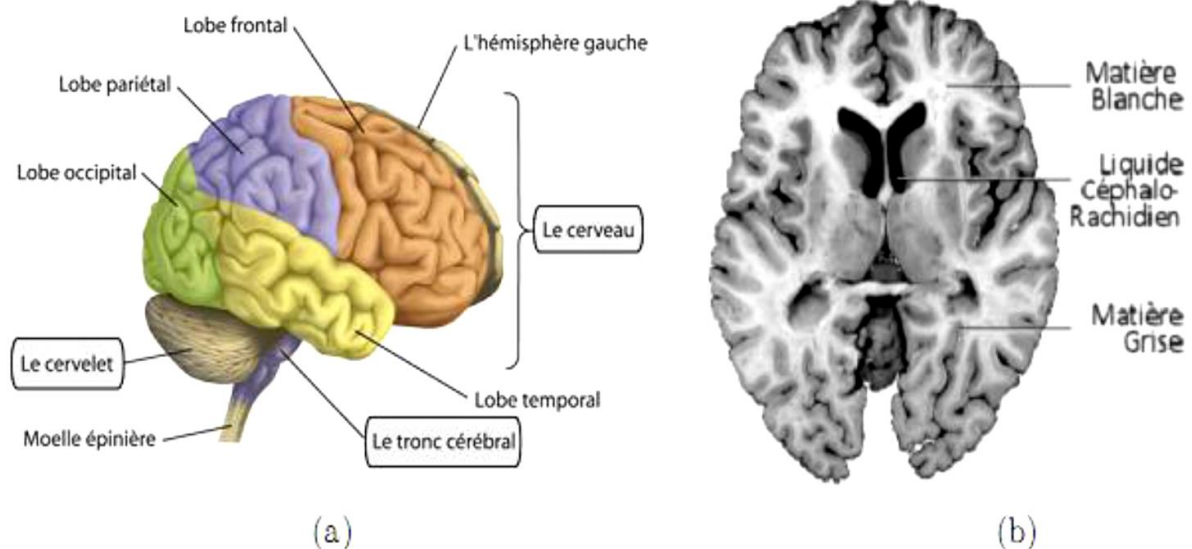 Lobe frontal
L'hémisphère gauche
Lobe pariétal
Lobe occipital
Le cerveau
Le cervelet
Lobe temporal
Moelle épinière
Le tronc cérébral
(a)
Matière
Blanche
Liquide
Céphalo-
Rachidien
Matière
Grise
(b)